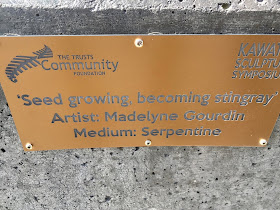 THE TRUSTS
Community
FOUNDATION
KAWAU
SCULPTURE
SYMPOSIUM
'Seed growing, becoming stingray'
Artist: Madelyne Gourdin
Medium: Serpentine